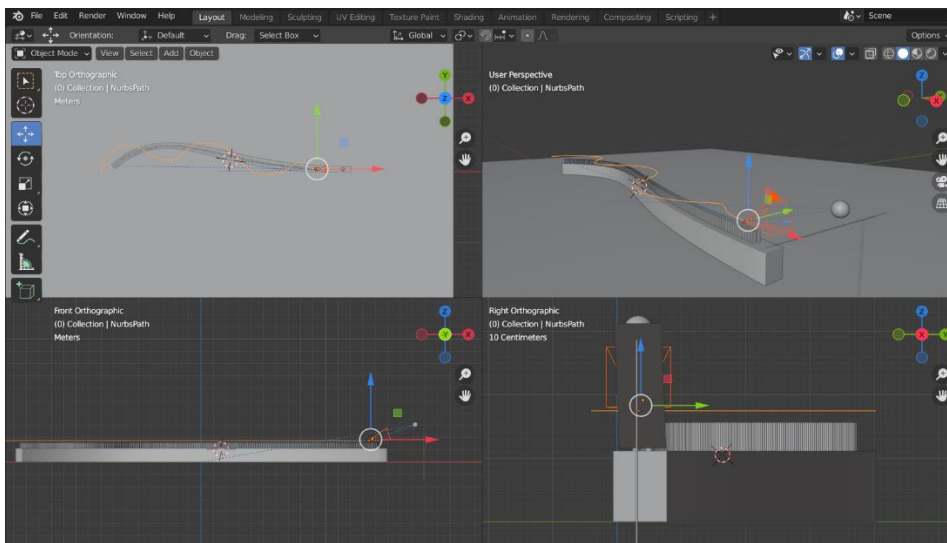 File Edit Render Window Help Layout Modeling Sculpting UV Editing Texture Paint Shading Animation Rendering Compositing Scripting + Scene
Orientation: Default Drag: Select Box Global Options
Object Mode View Select Add Object
Top Orthographic
(0) Collection | NurbsPath
Meters
Y
Z
X
User Perspective
(0) Collection | NurbsPath
Z
X
Front Orthographic
(0) Collection | NurbsPath
Meters
Z
-Y
X
Right Orthographic
(0) Collection | NurbsPath
10 Centimeters
Z
X
Y